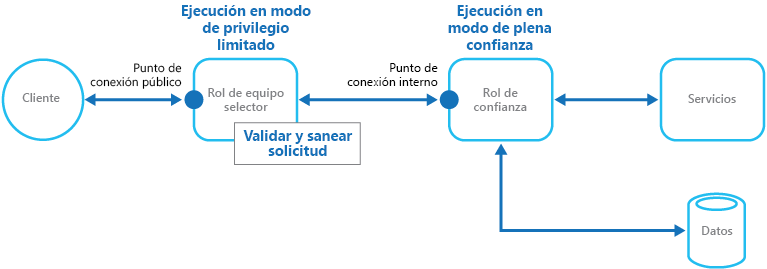 Ejecución en modo
de privilegio
limitado
Ejecución en
modo de plena
confianza
Cliente
Punto de
conexión público
Rol de equipo
selector
Validar y sanear
solicitud
Punto de
conexión interno
Rol de
confianza
Servicios
Datos